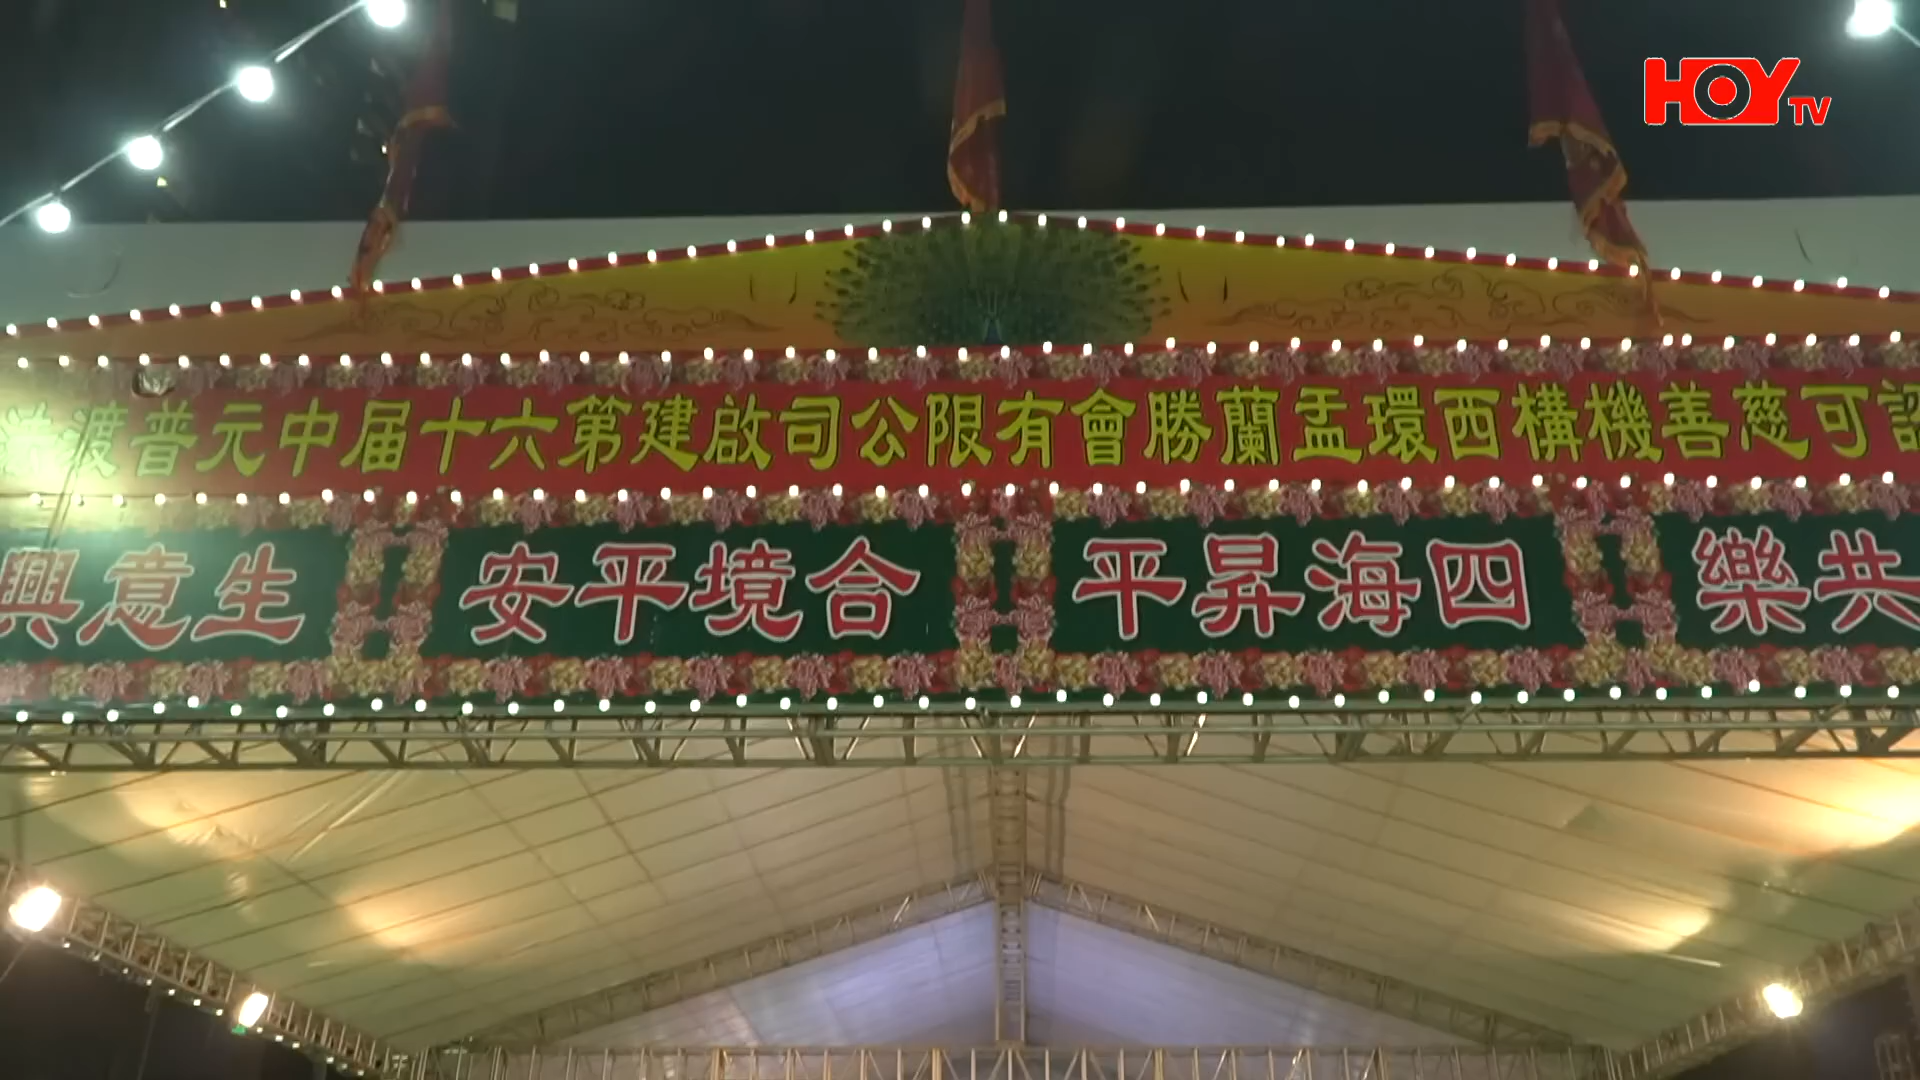 HOY TV
認可慈善機構西環盂蘭勝會有限公司啟建第六十屆中元普渡
共樂
四海昇平
合境平安
生意興